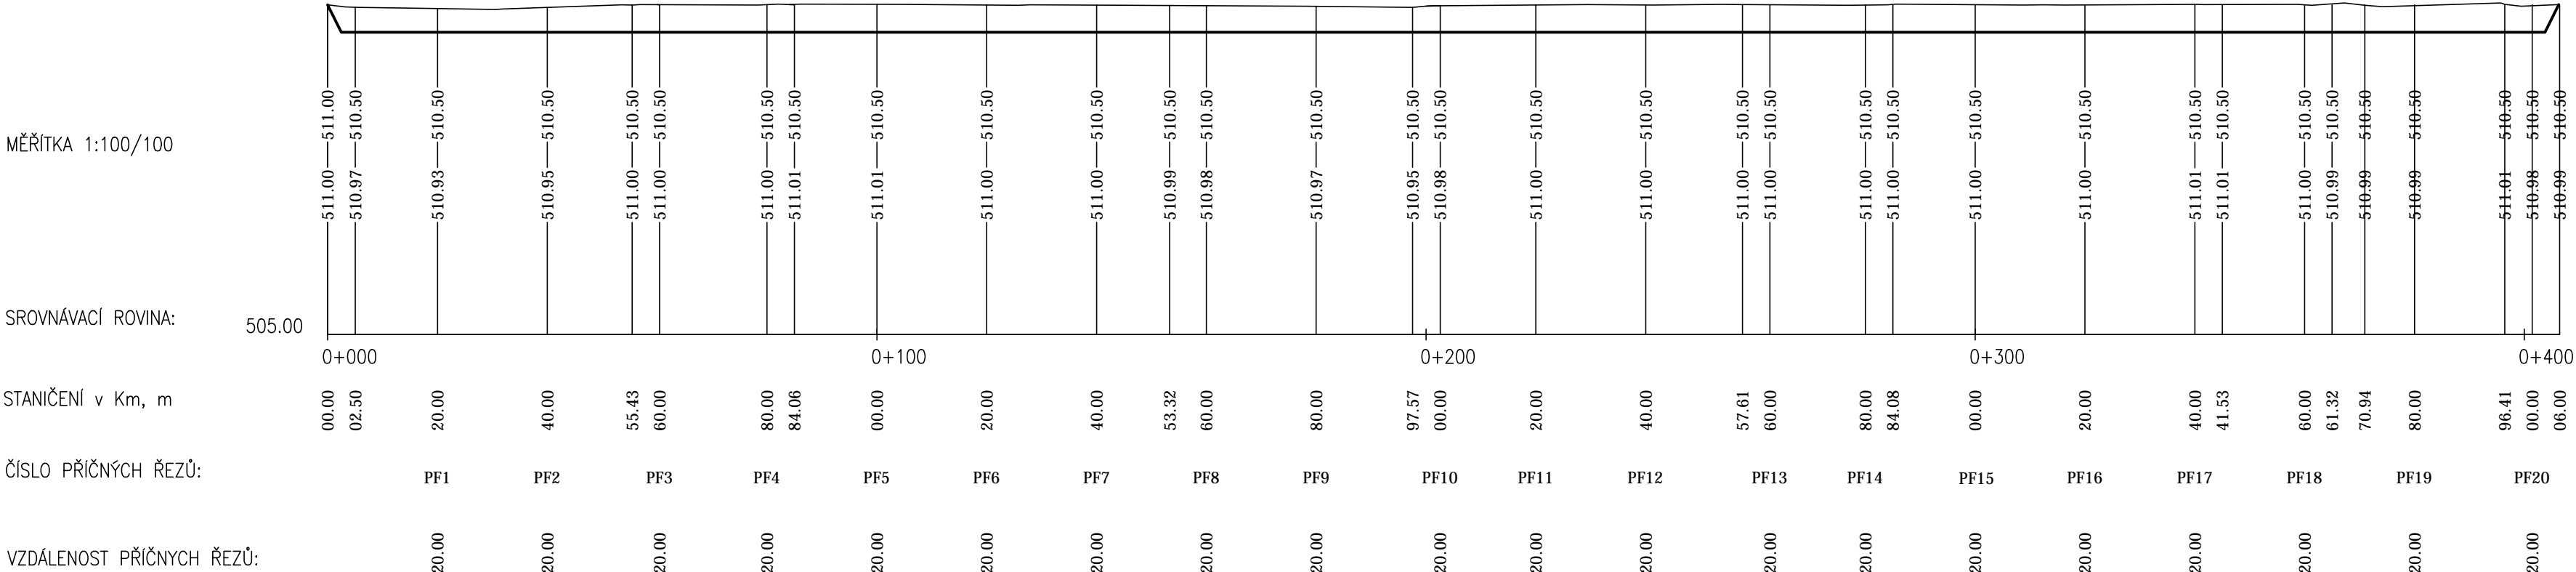 511.00 510.50 510.50 510.50 510.50 510.50 510.50 510.50 510.50 510.50 510.50 510.50 510.50 510.50 510.50 510.50 510.50 510.50 510.50 510.50 510.50 510.50 510.50 510.50 510.50 510.50 510.50 510.50 510.50 510.50 510.50 510.50
MĚŘÍTKA 1:100/100
511.00 510.97 510.93 510.95 511.00 511.00 511.00 511.01 511.01 511.00 511.00 510.99 510.98 510.97 510.95 510.98 511.00 511.00 511.00 511.00 511.00 511.00 511.00 511.00 511.01 511.01 511.00 510.99 510.99 510.99 511.01 510.98 510.99
SROVNÁVACÍ ROVINA: 505.00
0+000 0+100 0+200 0+300 0+400
STANIČENÍ v Km, m 00.00 02.50 20.00 40.00 55.43 60.00 80.00 84.06 00.00 20.00 40.00 53.32 60.00 80.00 97.57 00.00 20.00 40.00 57.61 60.00 80.00 84.08 00.00 20.00 40.00 41.53 60.00 61.32 70.94 80.00 96.41 00.00 06.00
ČÍSLO PŘÍČNÝCH ŘEZŮ: PF1 PF2 PF3 PF4 PF5 PF6 PF7 PF8 PF9 PF10 PF11 PF12 PF13 PF14 PF15 PF16 PF17 PF18 PF19 PF20
VZDÁLENOST PŘÍČNYCH ŘEZŮ: 20.00 20.00 20.00 20.00 20.00 20.00 20.00 20.00 20.00 20.00 20.00 20.00 20.00 20.00 20.00 20.00 20.00 20.00 20.00 20.00